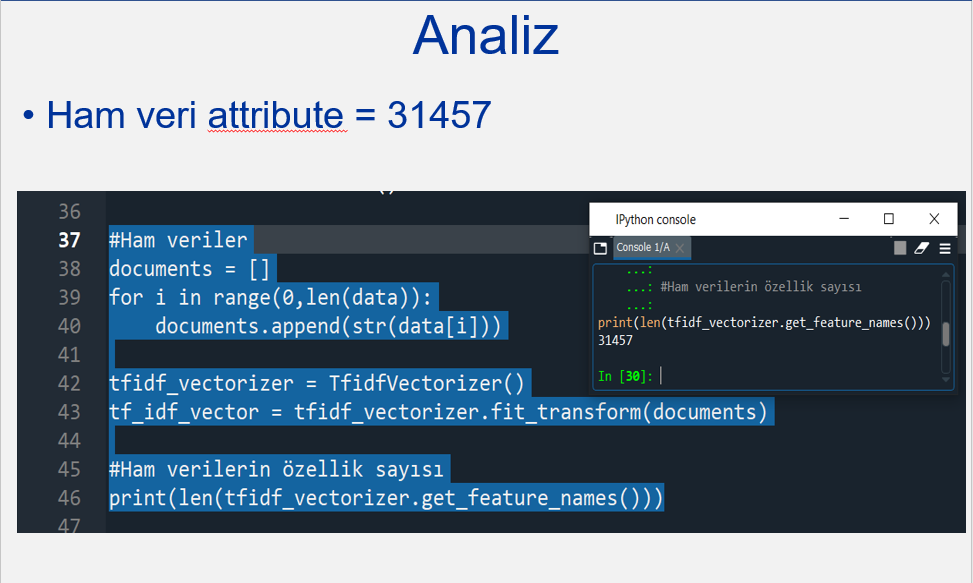 Analiz
• Ham veri attribute = 31457
36
37 #Ham veriler
38 documents = []
39 for i in range(0,len(data)):
40     documents.append(str(data[i]))
41
42 tfidf_vectorizer = TfidfVectorizer()
43 tf_idf_vector = tfidf_vectorizer.fit_transform(documents)
44
45 #Ham verilerin özellik sayısı
46 print(len(tfidf_vectorizer.get_feature_names()))
47
IPython console
Console 1/A
...:
...: #Ham verilerin özellik sayısı
...:
print(len(tfidf_vectorizer.get_feature_names()))
31457
In [30]: